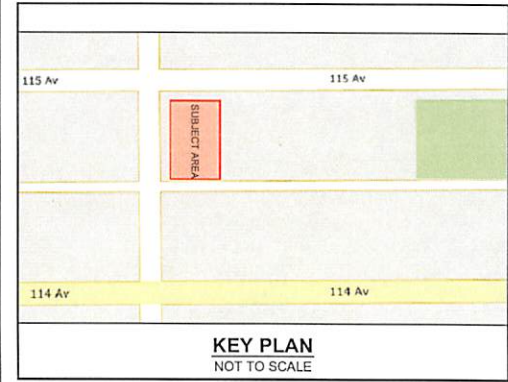 115 Av
115 Av
SUBJECT AREA
114 Av
114 Av
KEY PLAN
NOT TO SCALE